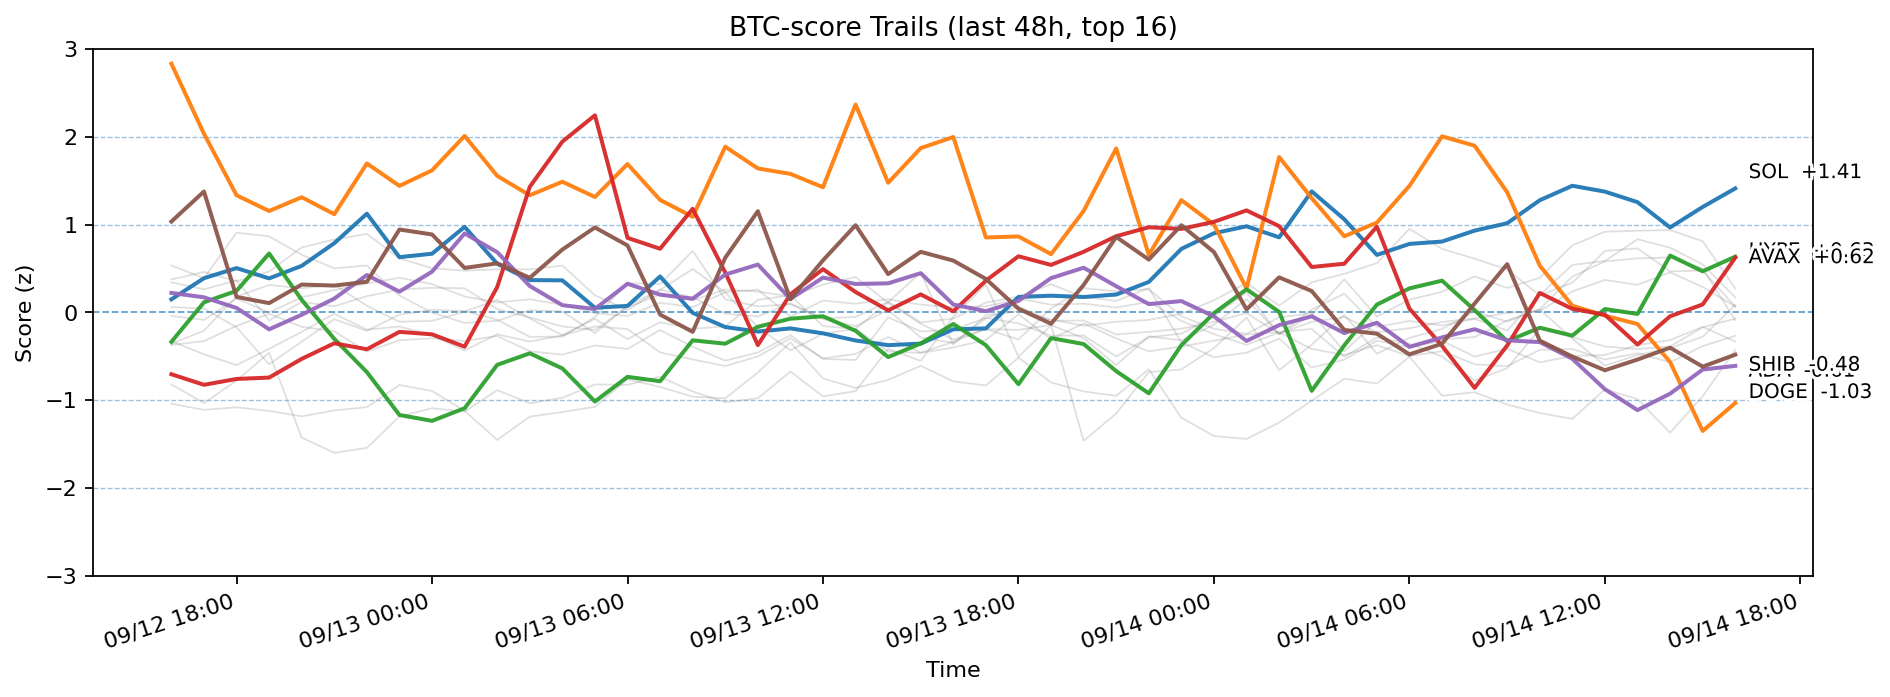 BTC-score Trails (last 48h, top 16)
Score (z)
3
2
1
0
−1
−2
−3
SOL +1.41
AVAX +0.62
SHIB -0.48
DOGE -1.03
09/12 18:00
09/13 00:00
09/13 06:00
09/13 12:00
09/13 18:00
09/14 00:00
09/14 06:00
09/14 12:00
09/14 18:00
Time